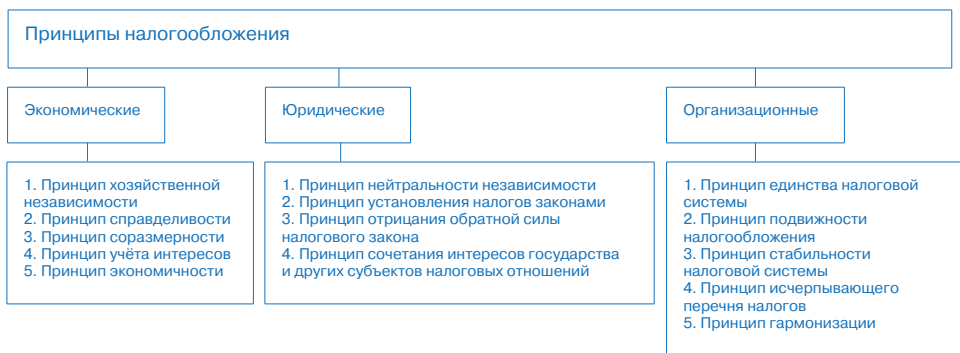 Принципы налогообложения
Экономические
Юридические
Организационные
1. Принцип хозяйственной
независимости
2. Принцип справделивости
3. Принцип соразмерности
4. Принцип учёта интересов
5. Принцип экономичности
1. Принцип нейтральности независимости
2. Принцип установления налогов законами
3. Принцип отрицания обратной силы
налогового закона
4. Принцип сочетания интересов государства
и других субъектов налоговых отношений
1. Принцип единства налоговой
системы
2. Принцип подвижности
налогообложения
3. Принцип стабильности
налоговой системы
4. Принцип исчерпывающего
перечня налогов
5. Принцип гармонизации